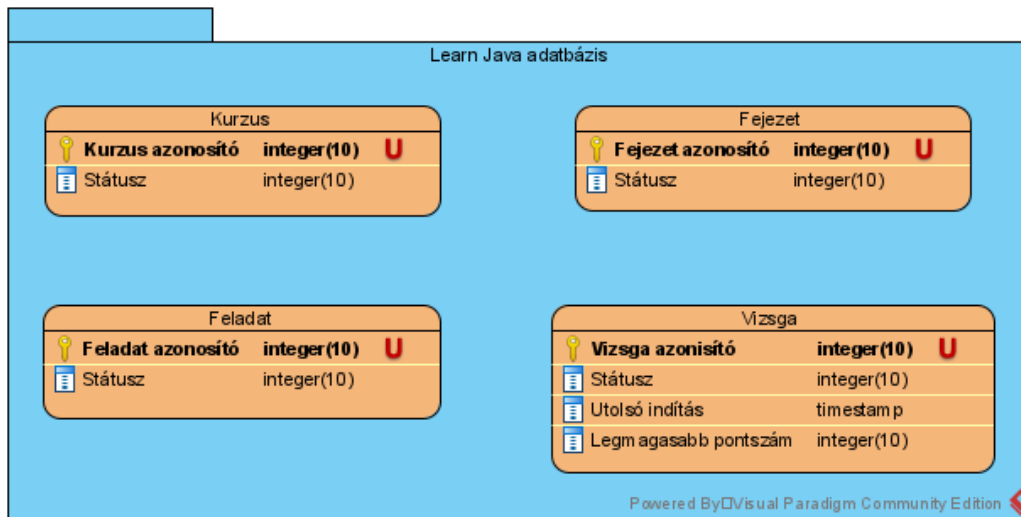 Learn Java adatbázis
Kurzus
Kurzus azonosító integer(10) U
Státusz integer(10)
Fejezet
Fejezet azonosító integer(10) U
Státusz integer(10)
Feladat
Feladat azonosító integer(10) U
Státusz integer(10)
Vizsga
Vizsga azonisító integer(10) U
Státusz integer(10)
Utolsó indítás timestamp
Legmagasabb pontszám integer(10)
Powered By□Visual Paradigm Community Edition